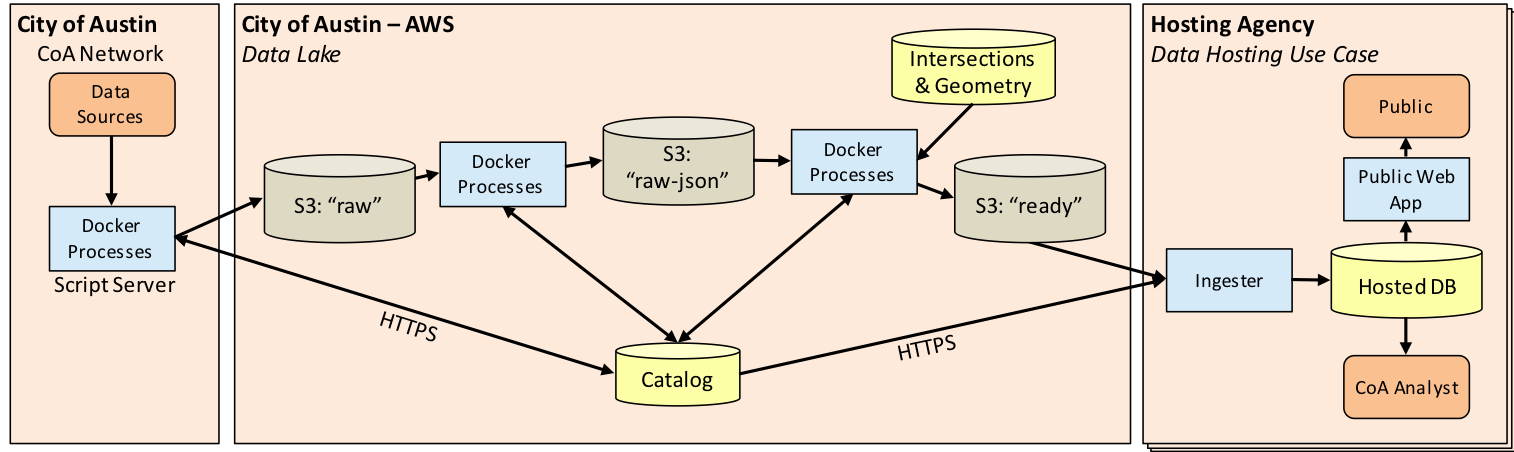 City of Austin
CoA Network
Data
Sources
Docker
Processes
Script Server
City of Austin – AWS
Data Lake
S3: “raw”
Docker
Processes
S3:
“raw-json”
Docker
Processes
Intersections
& Geometry
S3: “ready”
HTTPS
Catalog
HTTPS
Hosting Agency
Data Hosting Use Case
Public
Public Web
App
Ingester
Hosted DB
CoA Analyst